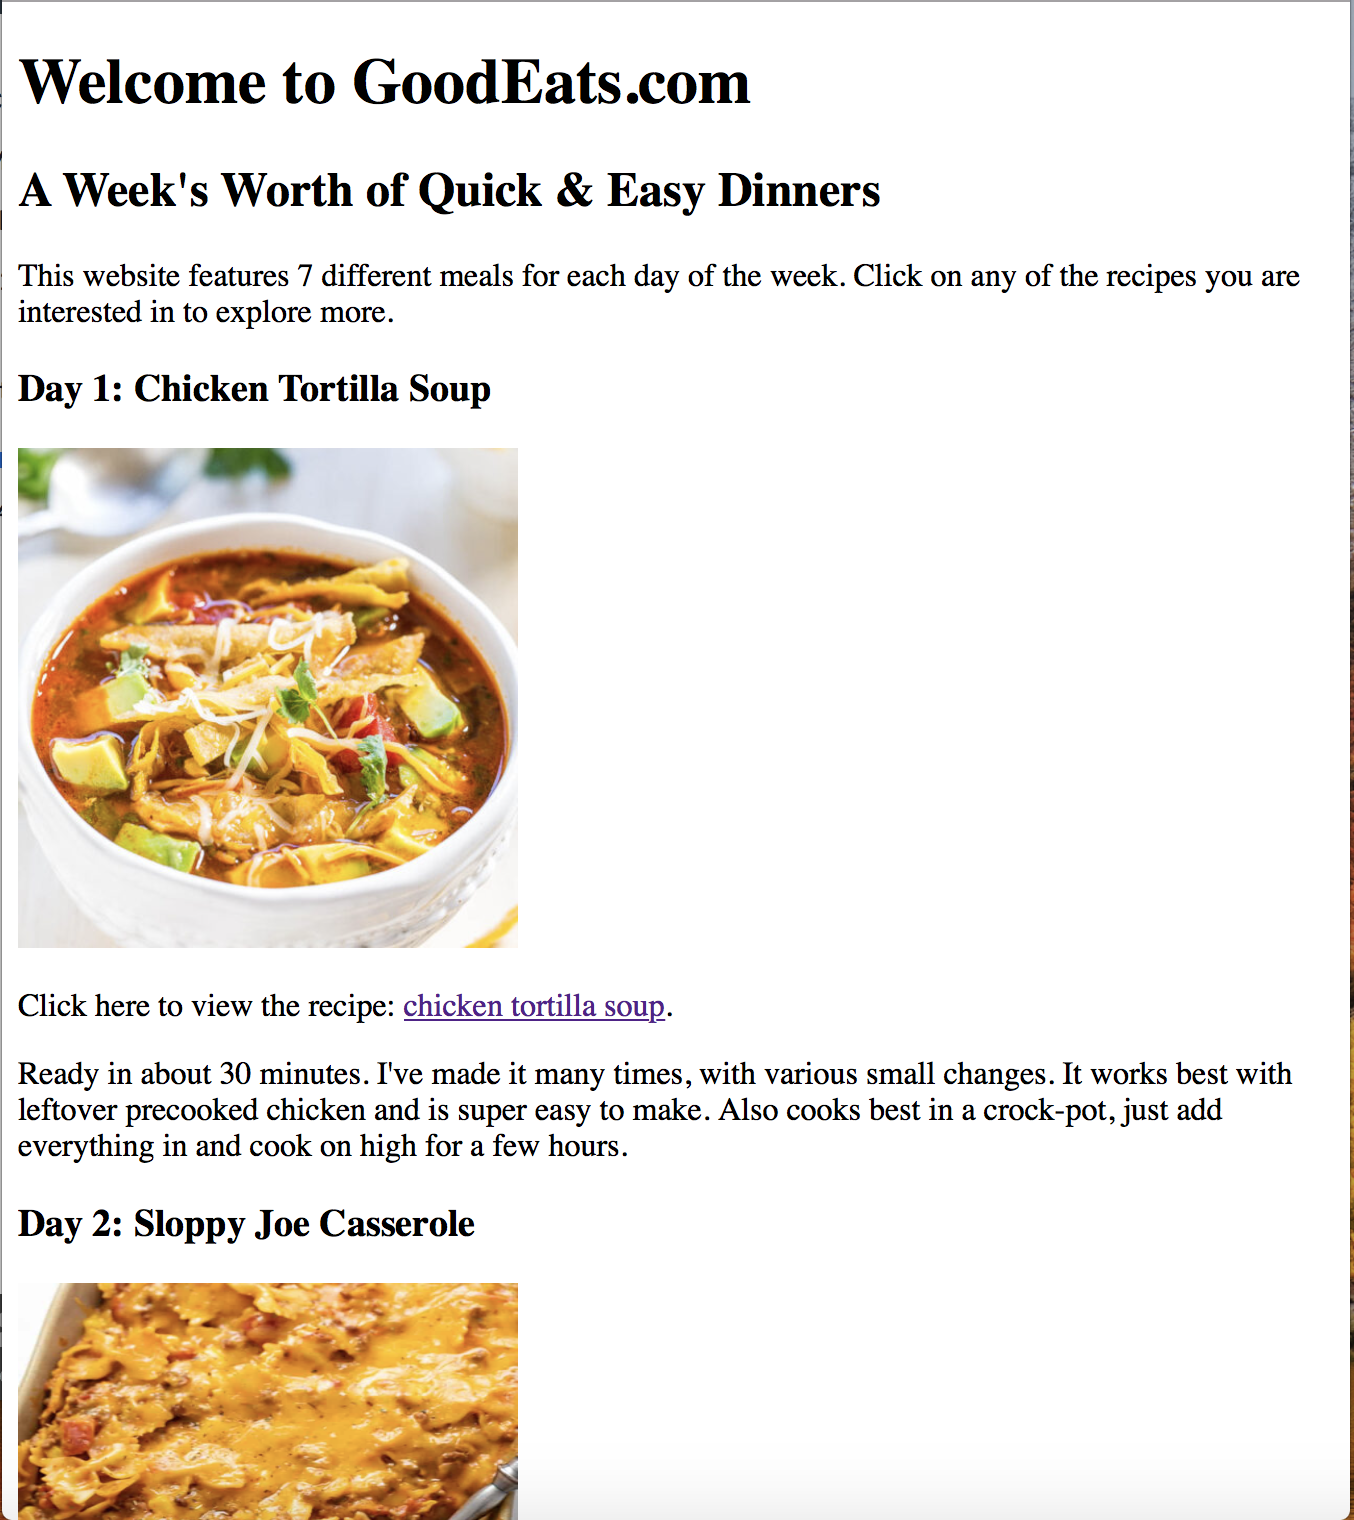 Welcome to GoodEats.com
A Week's Worth of Quick & Easy Dinners
This website features 7 different meals for each day of the week. Click on any of the recipes you are
interested in to explore more.
Day 1: Chicken Tortilla Soup
Click here to view the recipe: chicken tortilla soup.
Ready in about 30 minutes. I've made it many times, with various small changes. It works best with
leftover precooked chicken and is super easy to make. Also cooks best in a crock-pot, just add
everything in and cook on high for a few hours.
Day 2: Sloppy Joe Casserole